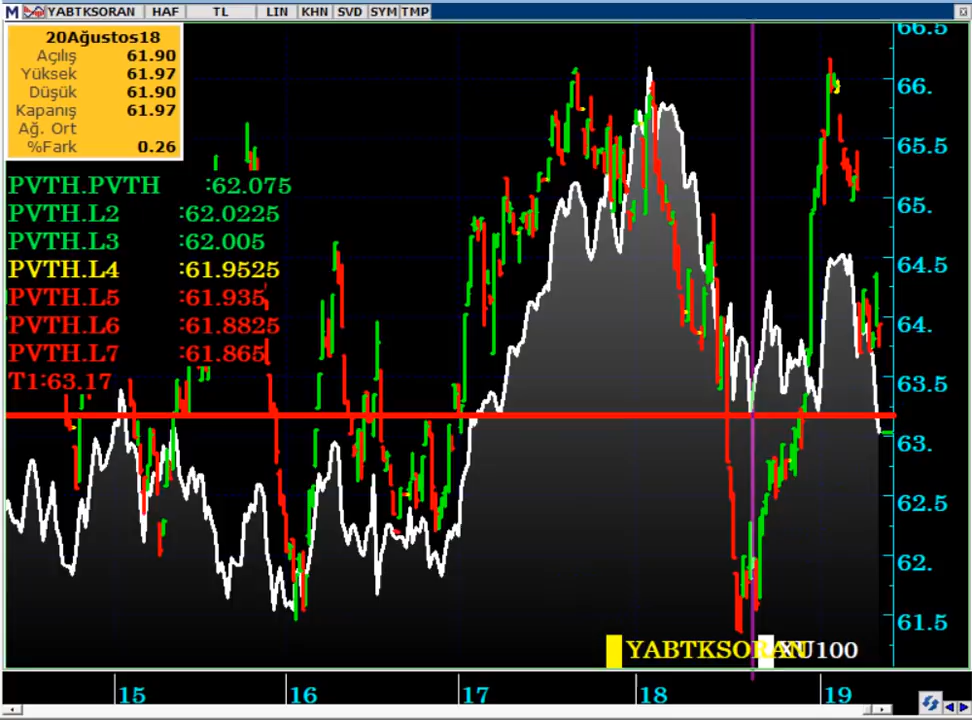 M YABTKSORAN HAF TL LIN KHN SVD SYM TMP
20Ağustos18
Açılış 61.90
Yüksek 61.97
Düşük 61.90
Kapanış 61.97
Ağ. Ort
%Fark 0.26
PVTH.PVTH :62.075
PVTH.L2 :62.0225
PVTH.L3 :62.005
PVTH.L4 :61.9525
PVTH.L5 :61.935
PVTH.L6 :61.8825
PVTH.L7 :61.865
T1:63.17
66.5
66.
65.5
65.
64.5
64.
63.5
63.
62.5
62.
61.5
YABTKSORAN XU100
15 16 17 18 19